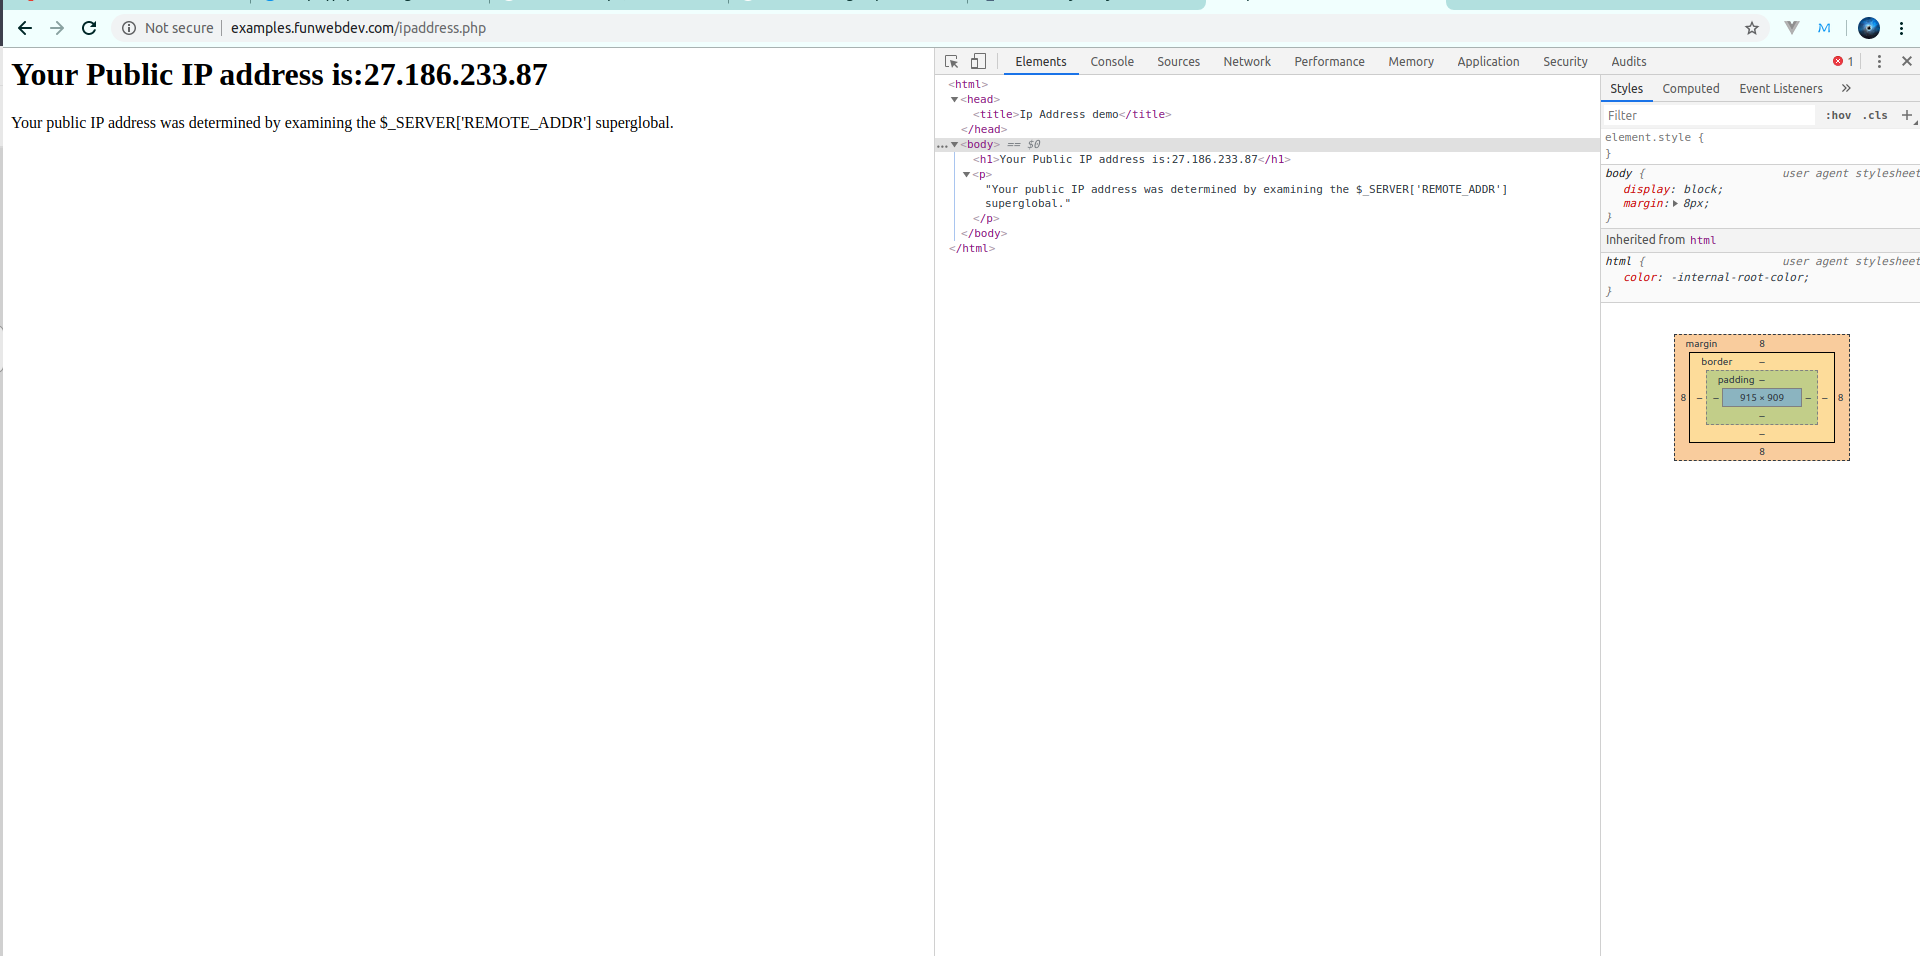 Not secure | examples.funwebdev.com/ipaddress.php
M
Your Public IP address is:27.186.233.87
Your public IP address was determined by examining the $_SERVER['REMOTE_ADDR'] superglobal.
Elements Console Sources Network Performance Memory Application Security Audits 1
<html>
<head>
<title>Ip Address demo</title>
</head>
<body> == $0
<h1>Your Public IP address is:27.186.233.87</h1>
<p>
"Your public IP address was determined by examining the $_SERVER['REMOTE_ADDR']
superglobal."
</p>
</body>
</html>
Styles Computed Event Listeners »
Filter :hov .cls +
element.style {
}
body { user agent stylesheet
display: block;
margin: 8px;
}
Inherited from html
html { user agent stylesheet
color: -internal-root-color;
}
margin 8
border –
padding –
8 – – 915 × 909 – – 8
–
–
8